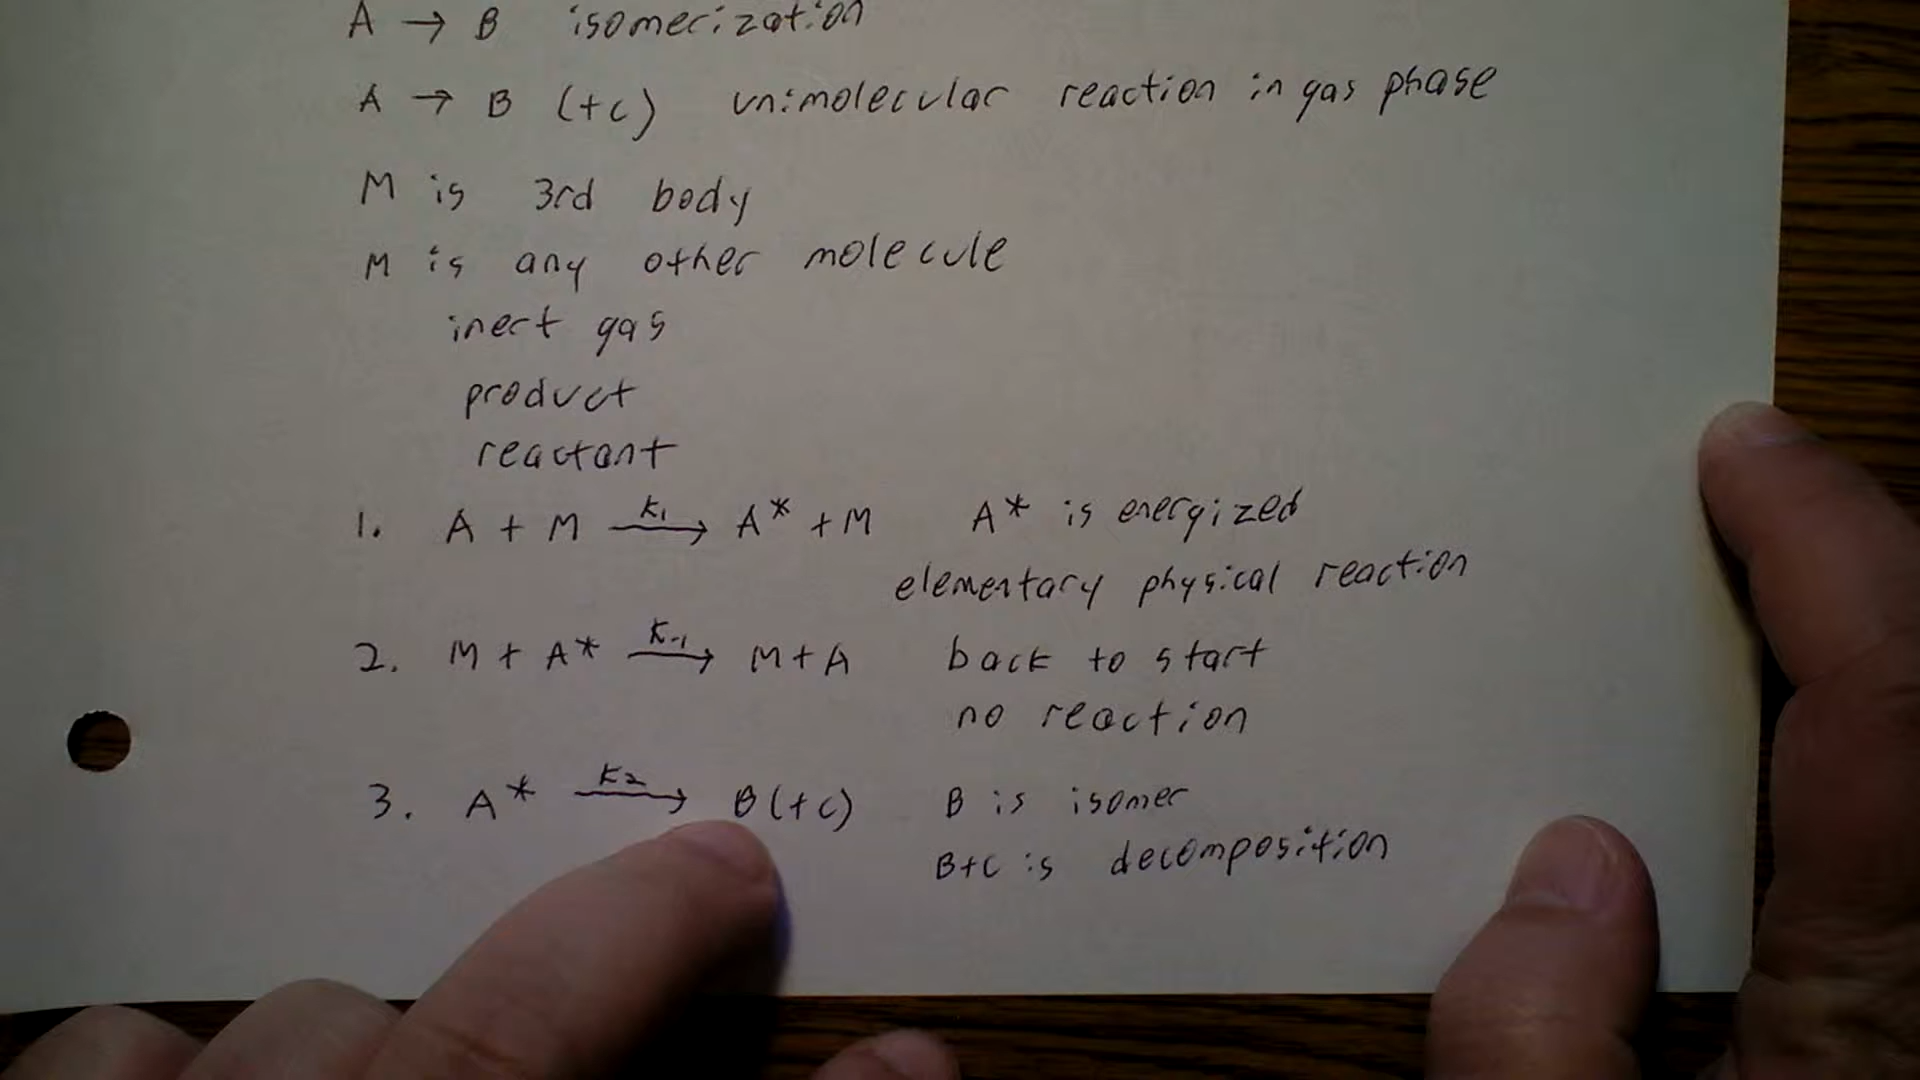 A → B isomerization
A → B (+C) unimolecular reaction in gas phase
M is 3rd body
M is any other molecule
inert gas
product
reactant
1. A + M —k₁→ A* + M A* is energized
elementary physical reaction
2. M + A* —k₋₁→ M + A back to start
no reaction
3. A* —k₂→ B (+C) B is isomer
B+C is decomposition